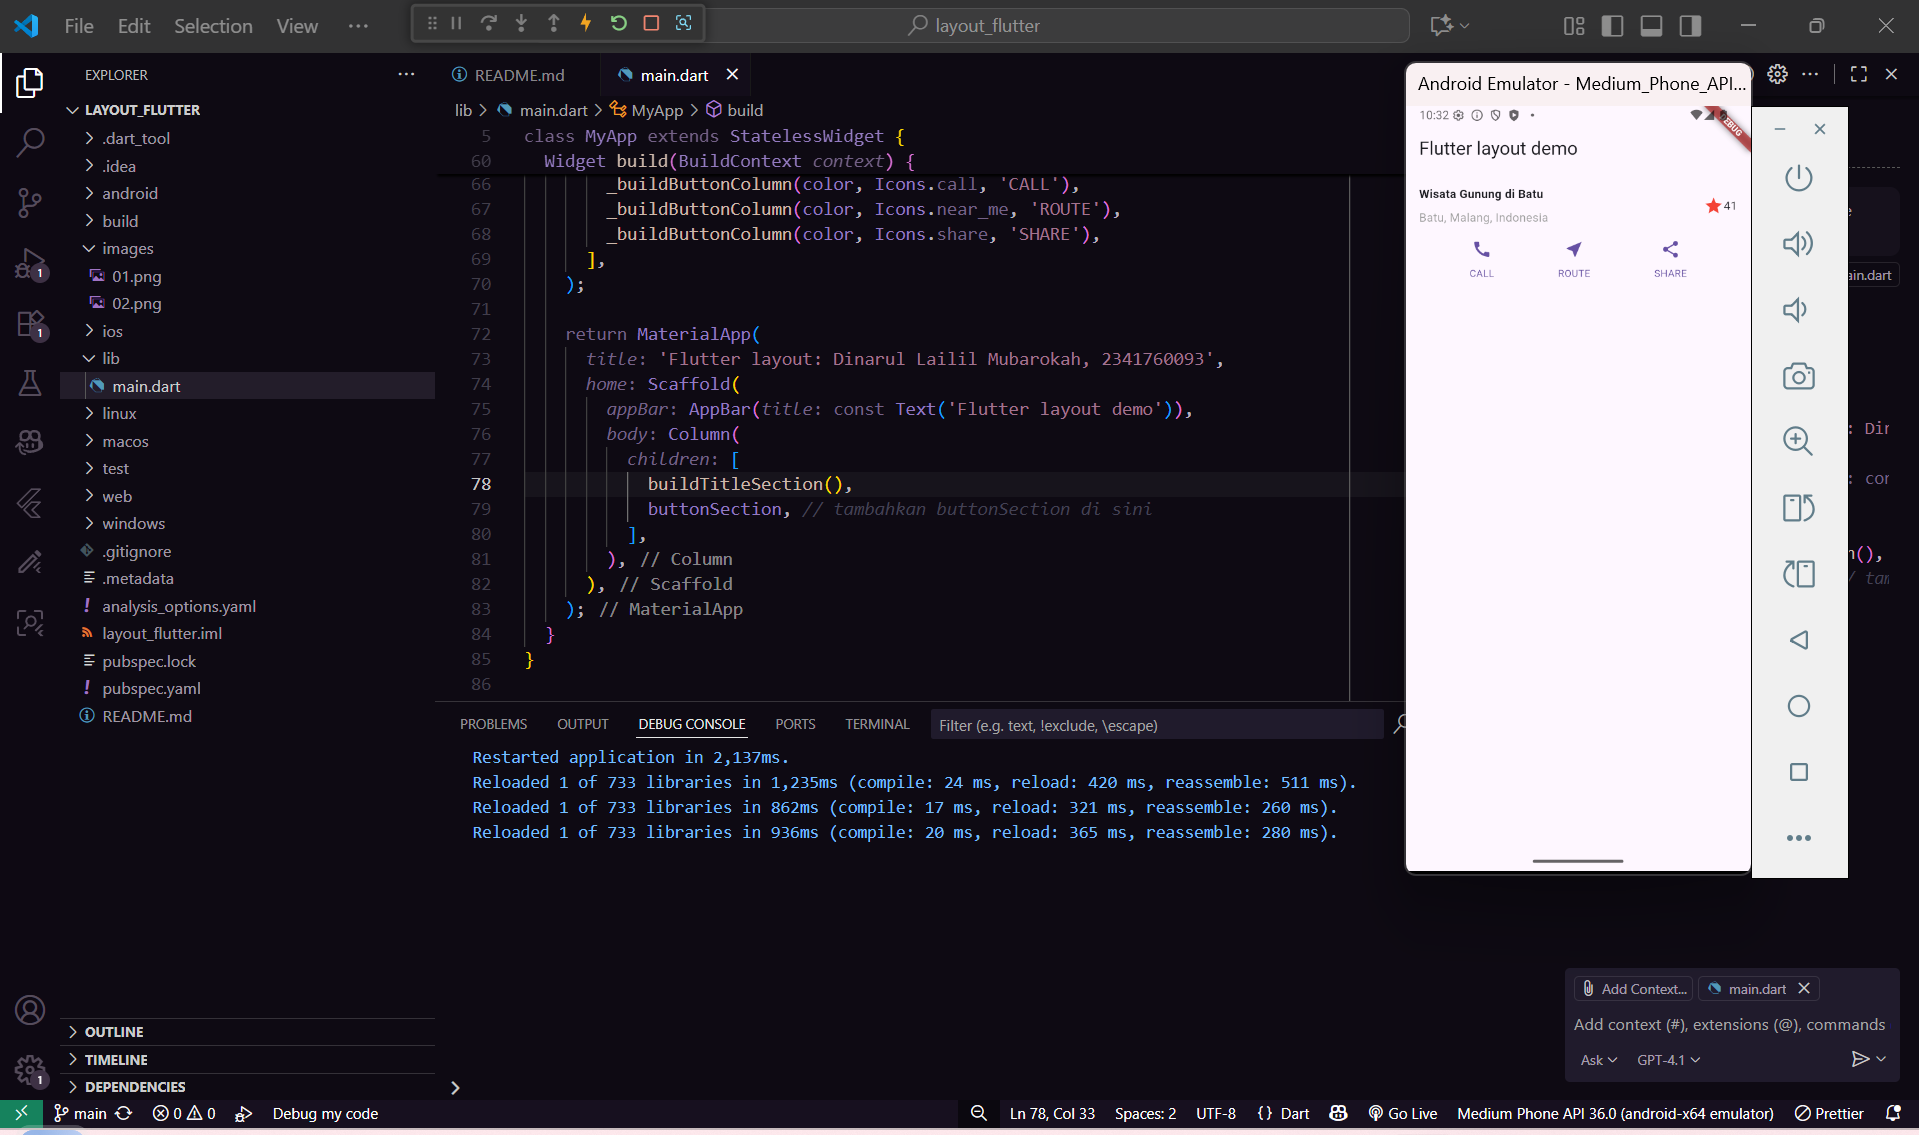 File Edit Selection View ···
layout_flutter
EXPLORER
LAYOUT_FLUTTER
.dart_tool
.idea
android
build
images
01.png
02.png
ios
lib
main.dart
linux
macos
test
web
windows
.gitignore
.metadata
analysis_options.yaml
layout_flutter.iml
pubspec.lock
pubspec.yaml
README.md
OUTLINE
TIMELINE
DEPENDENCIES
1
1
1
README.md main.dart
lib > main.dart > MyApp > build
5 class MyApp extends StatelessWidget {
60 Widget build(BuildContext context) {
66 _buildButtonColumn(color, Icons.call, 'CALL'),
67 _buildButtonColumn(color, Icons.near_me, 'ROUTE'),
68 _buildButtonColumn(color, Icons.share, 'SHARE'),
69 ],
70 );
71
72 return MaterialApp(
73 title: 'Flutter layout: Dinarul Lailil Mubarokah, 2341760093',
74 home: Scaffold(
75 appBar: AppBar(title: const Text('Flutter layout demo')),
76 body: Column(
77 children: [
78 buildTitleSection(),
79 buttonSection, // tambahkan buttonSection di sini
80 ],
81 ), // Column
82 ), // Scaffold
83 ); // MaterialApp
84 }
85 }
86
PROBLEMS OUTPUT DEBUG CONSOLE PORTS TERMINAL Filter (e.g. text, !exclude, \escape)
Restarted application in 2,137ms.
Reloaded 1 of 733 libraries in 1,235ms (compile: 24 ms, reload: 420 ms, reassemble: 511 ms).
Reloaded 1 of 733 libraries in 862ms (compile: 17 ms, reload: 321 ms, reassemble: 260 ms).
Reloaded 1 of 733 libraries in 936ms (compile: 20 ms, reload: 365 ms, reassemble: 280 ms).
Android Emulator - Medium_Phone_API...
10:32
Flutter layout demo
Wisata Gunung di Batu
Batu, Malang, Indonesia
41
CALL ROUTE SHARE
ain.dart
: Dir
: cor
n(),
/ tan
Add Context... main.dart
Add context (#), extensions (@), commands
Ask GPT-4.1
main 0 0 Debug my code Ln 78, Col 33 Spaces: 2 UTF-8 {} Dart Go Live Medium Phone API 36.0 (android-x64 emulator) Prettier